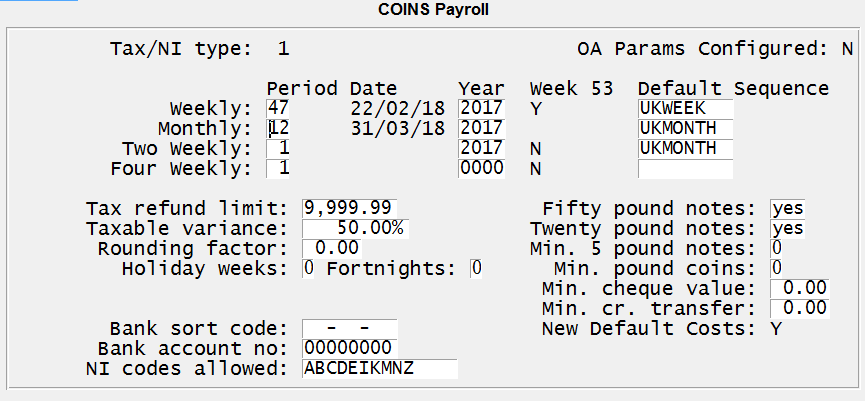 COINS Payroll
Tax/NI type: 1 OA Params Configured: N
Period Date Year Week 53 Default Sequence
Weekly: 47 22/02/18 2017 Y UKWEEK
Monthly: 12 31/03/18 2017 UKMONTH
Two Weekly: 1 2017 N UKMONTH
Four Weekly: 1 0000 N
Tax refund limit: 9,999.99 Fifty pound notes: yes
Taxable variance: 50.00% Twenty pound notes: yes
Rounding factor: 0.00 Min. 5 pound notes: 0
Holiday weeks: 0 Fortnights: 0 Min. pound coins: 0
Min. cheque value: 0.00
Min. cr. transfer: 0.00
Bank sort code: - - New Default Costs: Y
Bank account no: 00000000
NI codes allowed: ABCDEIKMNZ